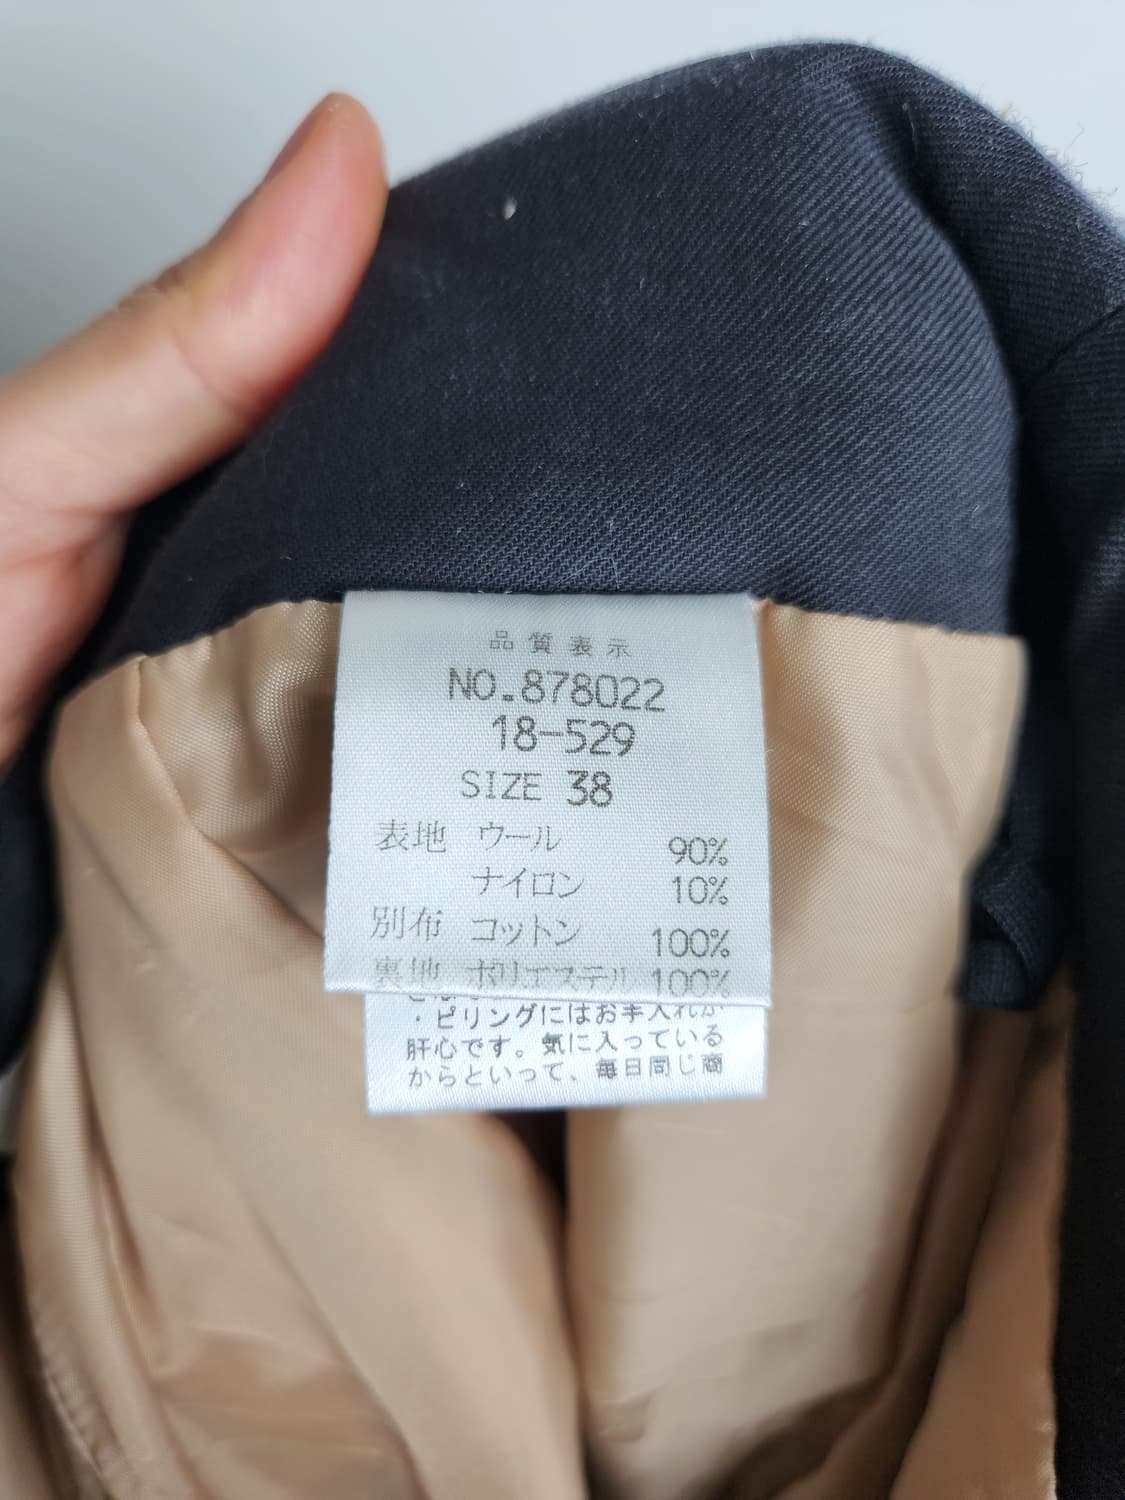 品質表示
NO.878022
18-529
SIZE 38
表地 ウール 90%
ナイロン 10%
別布 コットン 100%
裏地 ポリエステル 100%
・ピリングにはお手入れが
肝心です。気に入っている
からといって、毎日同じ商